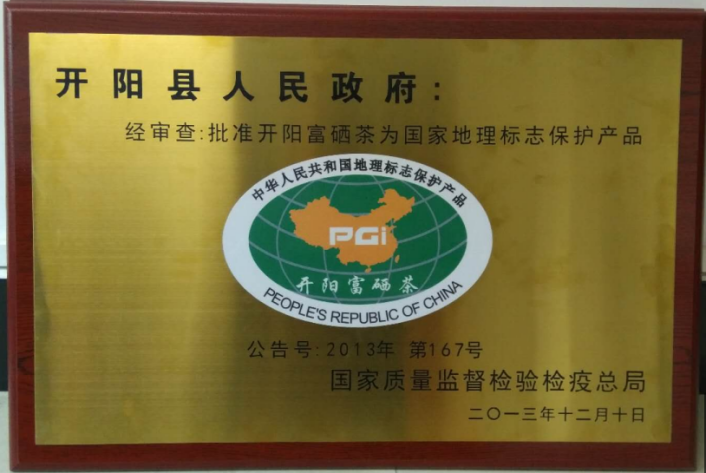 开阳县人民政府:
经审查:批准开阳富硒茶为国家地理标志保护产品
中华人民共和国地理标志保护产品
PGi
开阳富硒茶
PEOPLE'S REPUBLIC OF CHINA
公告号:2013年 第167号
国家质量监督检验检疫总局
二〇一三年十二月十日